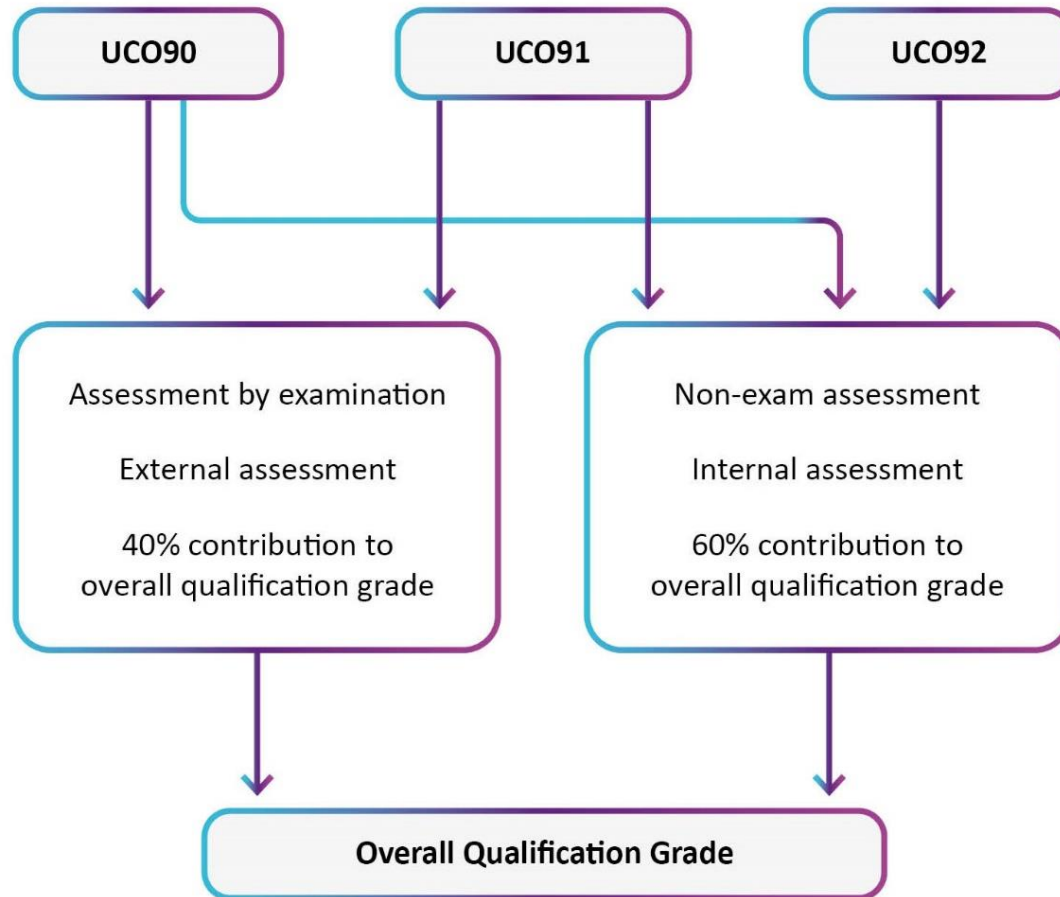 UCO90
UCO91
UCO92
Assessment by examination
External assessment
40% contribution to
overall qualification grade
Non-exam assessment
Internal assessment
60% contribution to
overall qualification grade
Overall Qualification Grade